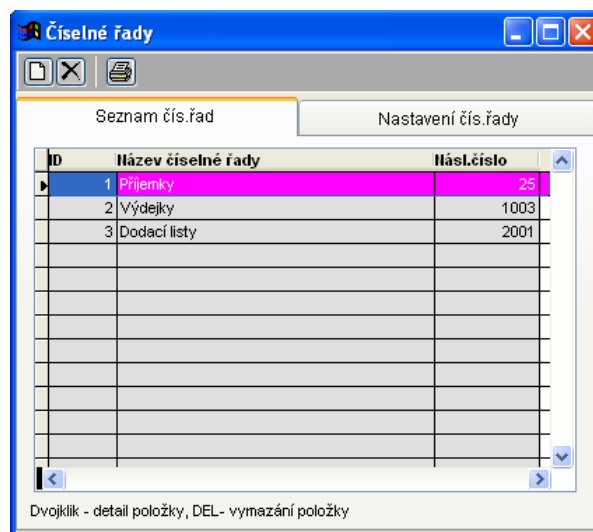 Číselné řady
Seznam čís.řad Nastavení čís.řady
ID Název číselné řady Násl.číslo
1 Příjemky 25
2 Výdejky 1003
3 Dodací listy 2001
Dvojklik - detail položky, DEL- vymazání položky